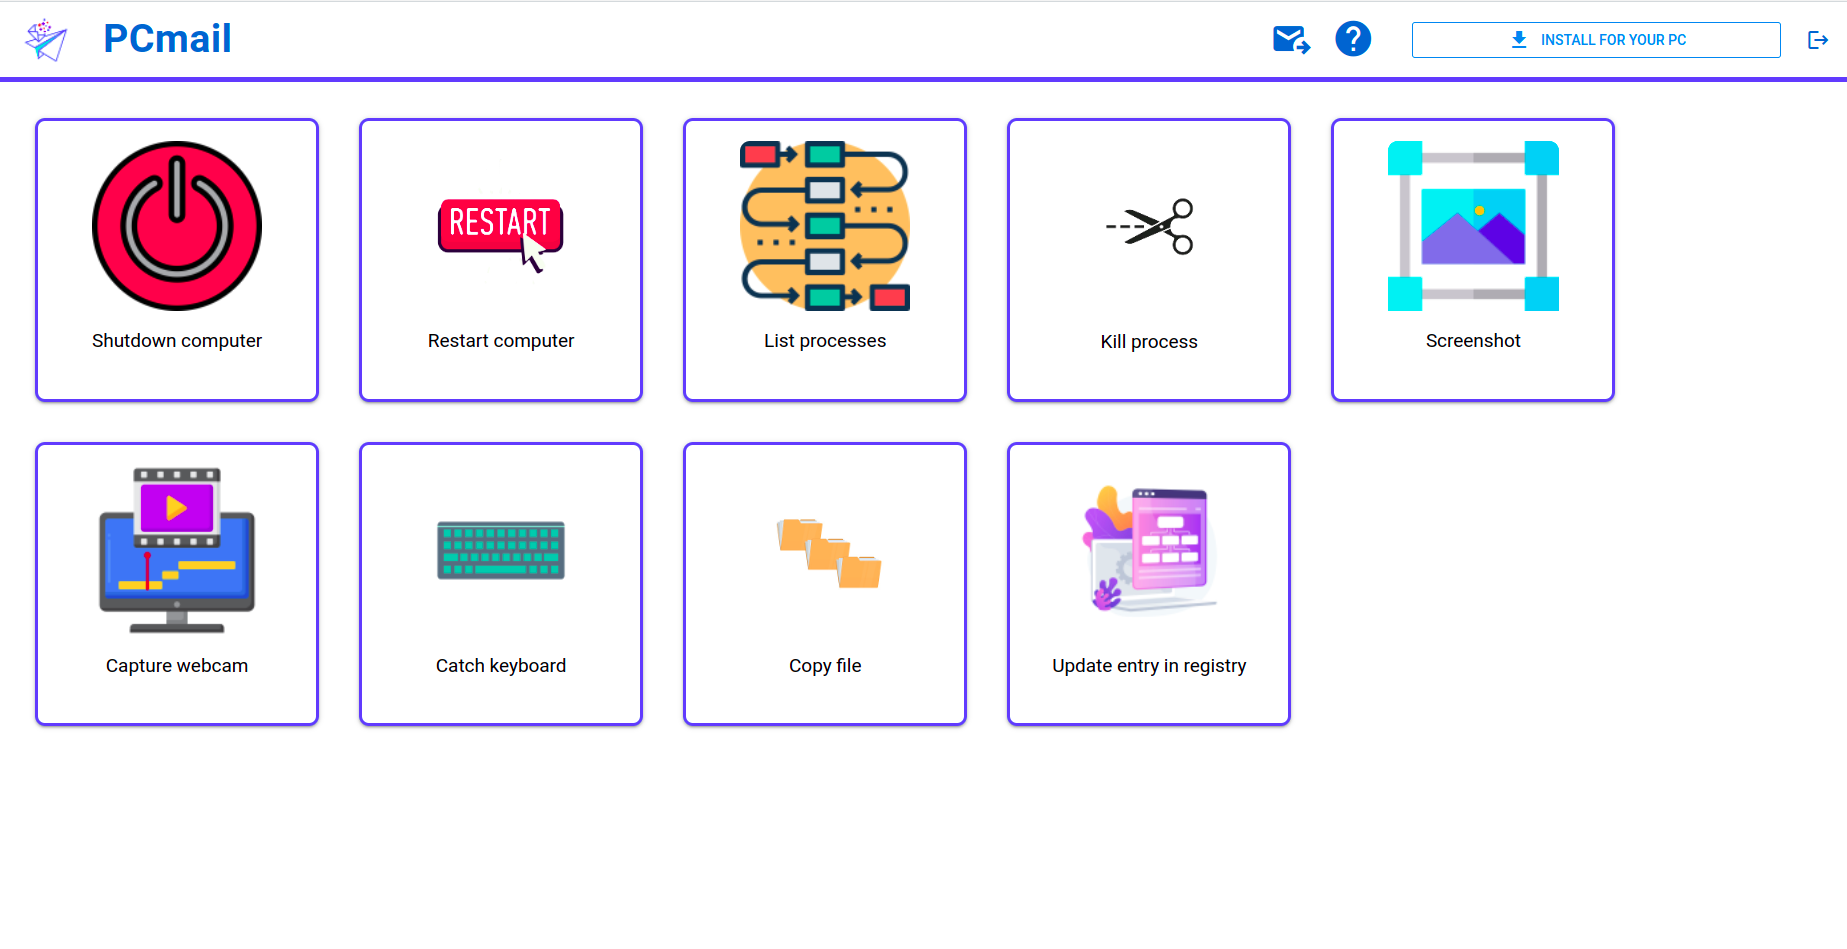 PCmail
?
INSTALL FOR YOUR PC
RESTART
Shutdown computer
Restart computer
List processes
Kill process
Screenshot
Capture webcam
Catch keyboard
Copy file
Update entry in registry